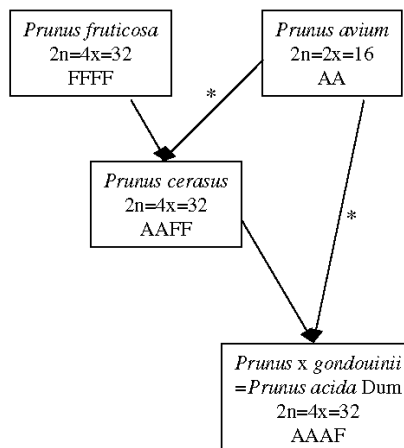 Prunus fruticosa
2n=4x=32
FFFF
Prunus avium
2n=2x=16
AA
*
Prunus cerasus
2n=4x=32
AAFF
*
Prunus x gondouinii
=Prunus acida Dum
2n=4x=32
AAAF